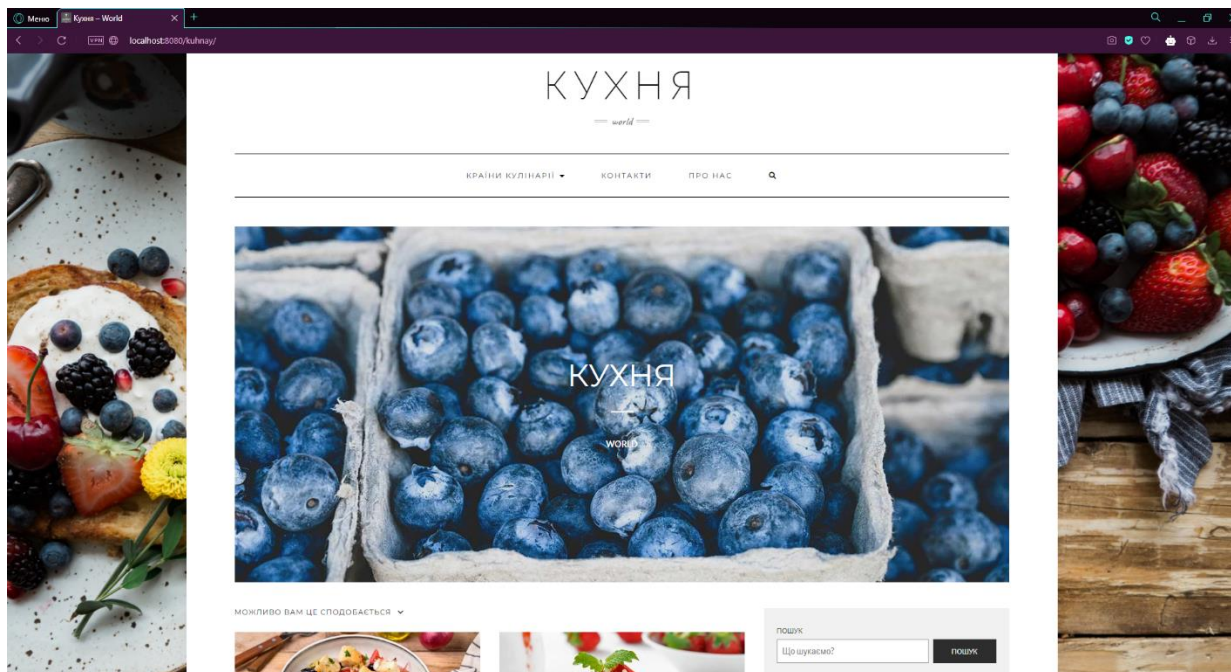 Меню
Кухня – World
VPN
localhost:8080/kuhnay/
КУХНЯ
world
КРАЇНИ КУЛІНАРІЇ
КОНТАКТИ
ПРО НАС
КУХНЯ
WORLD
МОЖЛИВО ВАМ ЦЕ СПОДОБАЄТЬСЯ
ПОШУК
Що шукаємо?
ПОШУК